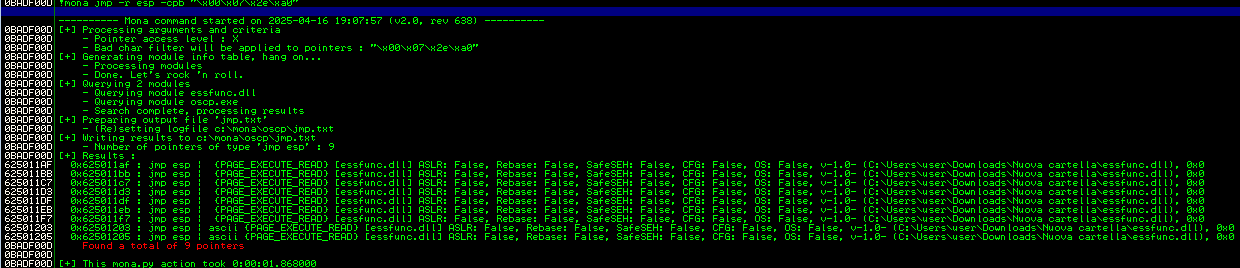 !mona jmp -r esp -cpb "\x00\x07\x2e\xa0"
---------- Mona command started on 2025-04-16 19:07:57 (v2.0, rev 638) ----------
0BADF00D [+] Processing arguments and criteria
0BADF00D - Pointer access level : X
0BADF00D - Bad char filter will be applied to pointers : "\x00\x07\x2e\xa0"
0BADF00D [+] Generating module info table, hang on...
0BADF00D - Processing modules
0BADF00D - Done. Let's rock 'n roll.
0BADF00D [+] Querying 2 modules
0BADF00D - Querying module essfunc.dll
0BADF00D - Querying module oscp.exe
0BADF00D - Search complete, processing results
0BADF00D [+] Preparing output file 'jmp.txt'
0BADF00D - (Re)setting logfile c:\mona\oscp\jmp.txt
0BADF00D [+] Writing results to c:\mona\oscp\jmp.txt
0BADF00D - Number of pointers of type 'jmp esp' : 9
0BADF00D [+] Results :
625011AF 0x625011af : jmp esp | {PAGE_EXECUTE_READ} [essfunc.dll] ASLR: False, Rebase: False, SafeSEH: False, CFG: False, OS: False, v-1.0- (C:\Users\user\Downloads\Nuova cartella\essfunc.dll), 0x0
625011BB 0x625011bb : jmp esp | {PAGE_EXECUTE_READ} [essfunc.dll] ASLR: False, Rebase: False, SafeSEH: False, CFG: False, OS: False, v-1.0- (C:\Users\user\Downloads\Nuova cartella\essfunc.dll), 0x0
625011C7 0x625011c7 : jmp esp | {PAGE_EXECUTE_READ} [essfunc.dll] ASLR: False, Rebase: False, SafeSEH: False, CFG: False, OS: False, v-1.0- (C:\Users\user\Downloads\Nuova cartella\essfunc.dll), 0x0
625011D3 0x625011d3 : jmp esp | {PAGE_EXECUTE_READ} [essfunc.dll] ASLR: False, Rebase: False, SafeSEH: False, CFG: False, OS: False, v-1.0- (C:\Users\user\Downloads\Nuova cartella\essfunc.dll), 0x0
625011DF 0x625011df : jmp esp | {PAGE_EXECUTE_READ} [essfunc.dll] ASLR: False, Rebase: False, SafeSEH: False, CFG: False, OS: False, v-1.0- (C:\Users\user\Downloads\Nuova cartella\essfunc.dll), 0x0
625011EB 0x625011eb : jmp esp | {PAGE_EXECUTE_READ} [essfunc.dll] ASLR: False, Rebase: False, SafeSEH: False, CFG: False, OS: False, v-1.0- (C:\Users\user\Downloads\Nuova cartella\essfunc.dll), 0x0
625011F7 0x625011f7 : jmp esp | {PAGE_EXECUTE_READ} [essfunc.dll] ASLR: False, Rebase: False, SafeSEH: False, CFG: False, OS: False, v-1.0- (C:\Users\user\Downloads\Nuova cartella\essfunc.dll), 0x0
62501203 0x62501203 : jmp esp | ascii {PAGE_EXECUTE_READ} [essfunc.dll] ASLR: False, Rebase: False, SafeSEH: False, CFG: False, OS: False, v-1.0- (C:\Users\user\Downloads\Nuova cartella\essfunc.dll), 0x0
62501205 0x62501205 : jmp esp | ascii {PAGE_EXECUTE_READ} [essfunc.dll] ASLR: False, Rebase: False, SafeSEH: False, CFG: False, OS: False, v-1.0- (C:\Users\user\Downloads\Nuova cartella\essfunc.dll), 0x0
0BADF00D Found a total of 9 pointers
0BADF00D
0BADF00D [+] This mona.py action took 0:00:01.868000